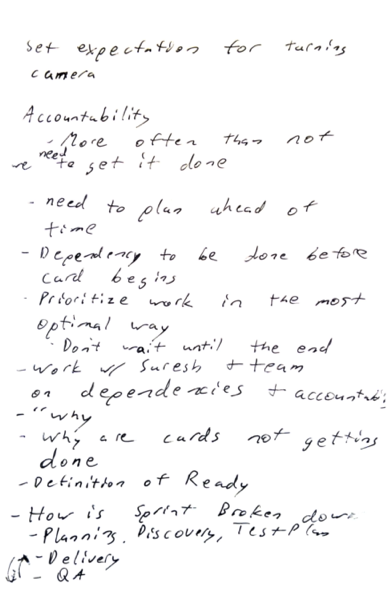 Set expectation for turning
camera
Accountability
- More often than not
we need to get it done
- need to plan ahead of
time
- Dependency to be done before
card begins
- Prioritize work in the most
optimal way
- Don't wait until the end
- Work w/ Suresh + team
on dependencies + accountabi
- "why
- why are cards not getting
done
- Definition of Ready
- How is Sprint Broken down
- Planning, Discovery, Test Plan
- Delivery
- QA